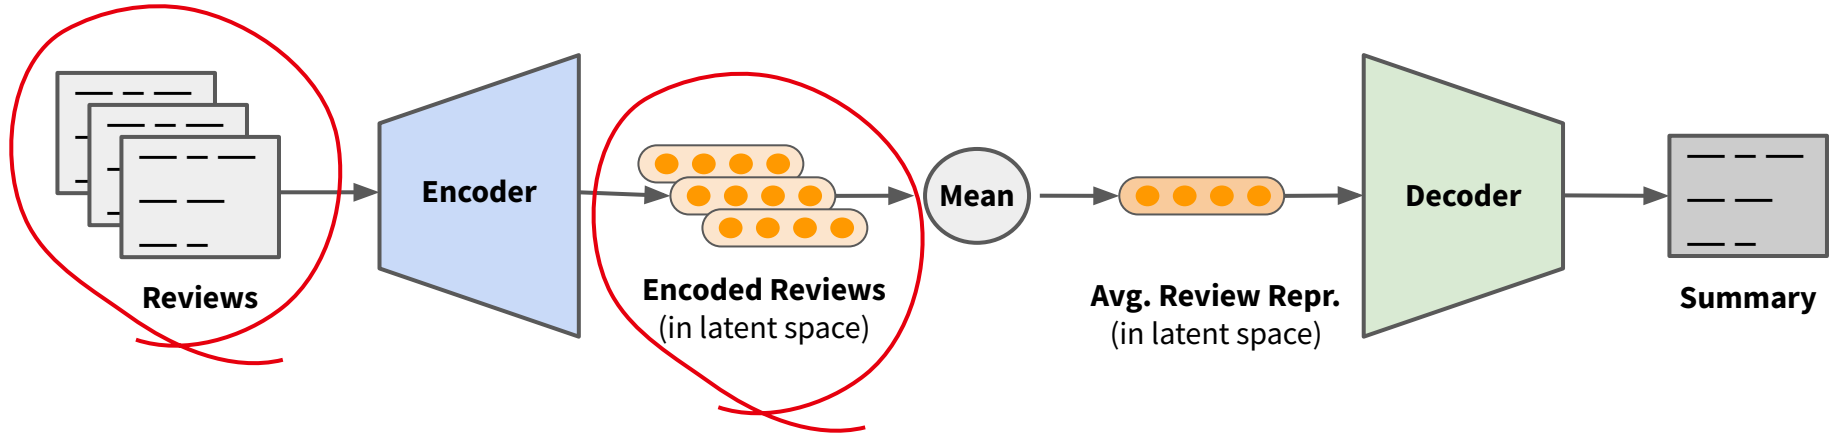 Reviews
Encoder
Encoded Reviews
(in latent space)
Mean
Avg. Review Repr.
(in latent space)
Decoder
Summary